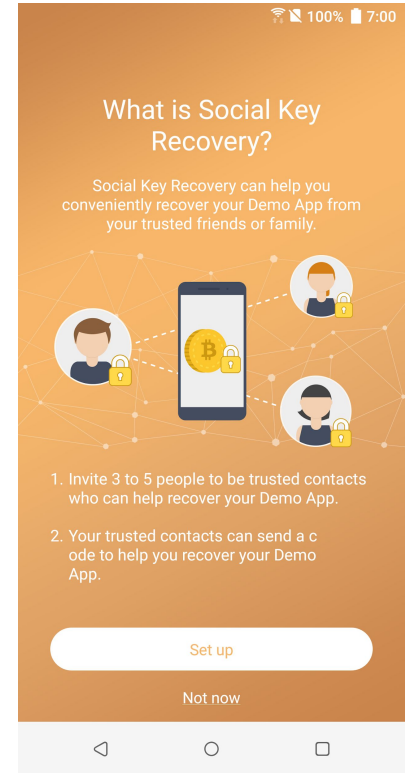 100% 7:00
What is Social Key
Recovery?
Social Key Recovery can help you
conveniently recover your Demo App from
your trusted friends or family.
1. Invite 3 to 5 people to be trusted contacts
who can help recover your Demo App.
2. Your trusted contacts can send a c
ode to help you recover your Demo
App.
Set up
Not now